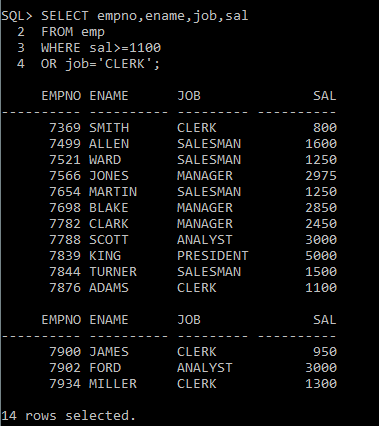 SQL> SELECT empno,ename,job,sal
  2  FROM emp
  3  WHERE sal>=1100
  4  OR job='CLERK';

     EMPNO ENAME      JOB              SAL
---------- ---------- --------- ----------
      7369 SMITH      CLERK            800
      7499 ALLEN      SALESMAN        1600
      7521 WARD       SALESMAN        1250
      7566 JONES      MANAGER         2975
      7654 MARTIN     SALESMAN        1250
      7698 BLAKE      MANAGER         2850
      7782 CLARK      MANAGER         2450
      7788 SCOTT      ANALYST         3000
      7839 KING       PRESIDENT       5000
      7844 TURNER     SALESMAN        1500
      7876 ADAMS      CLERK           1100

     EMPNO ENAME      JOB              SAL
---------- ---------- --------- ----------
      7900 JAMES      CLERK            950
      7902 FORD       ANALYST         3000
      7934 MILLER     CLERK           1300

14 rows selected.